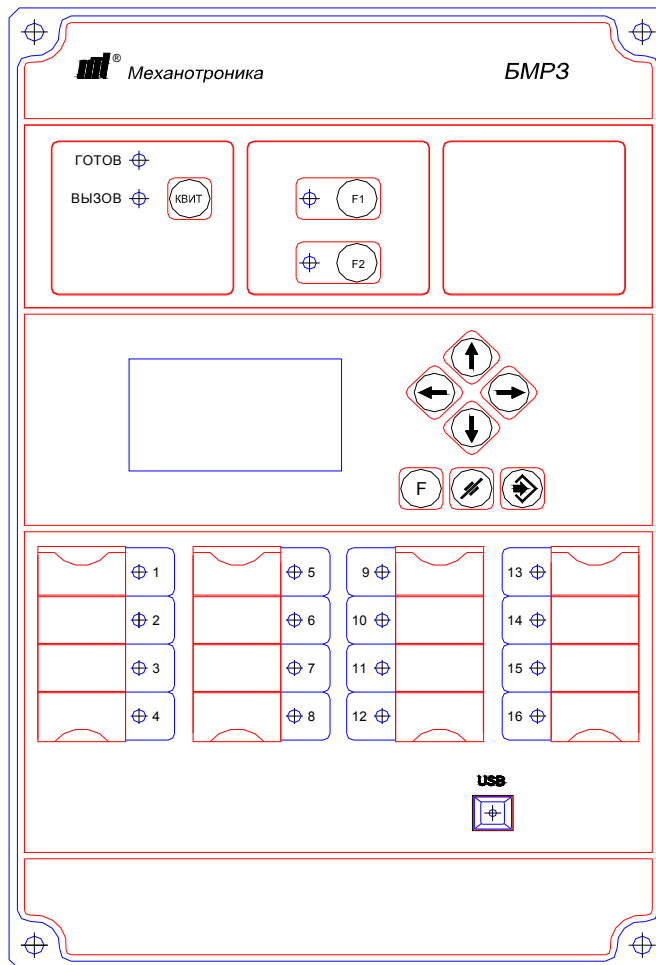 ® Механотроника БМРЗ
ГОТОВ
ВЫЗОВ КВИТ F1
F2
F
1 5 9 13
2 6 10 14
3 7 11 15
4 8 12 16
USB